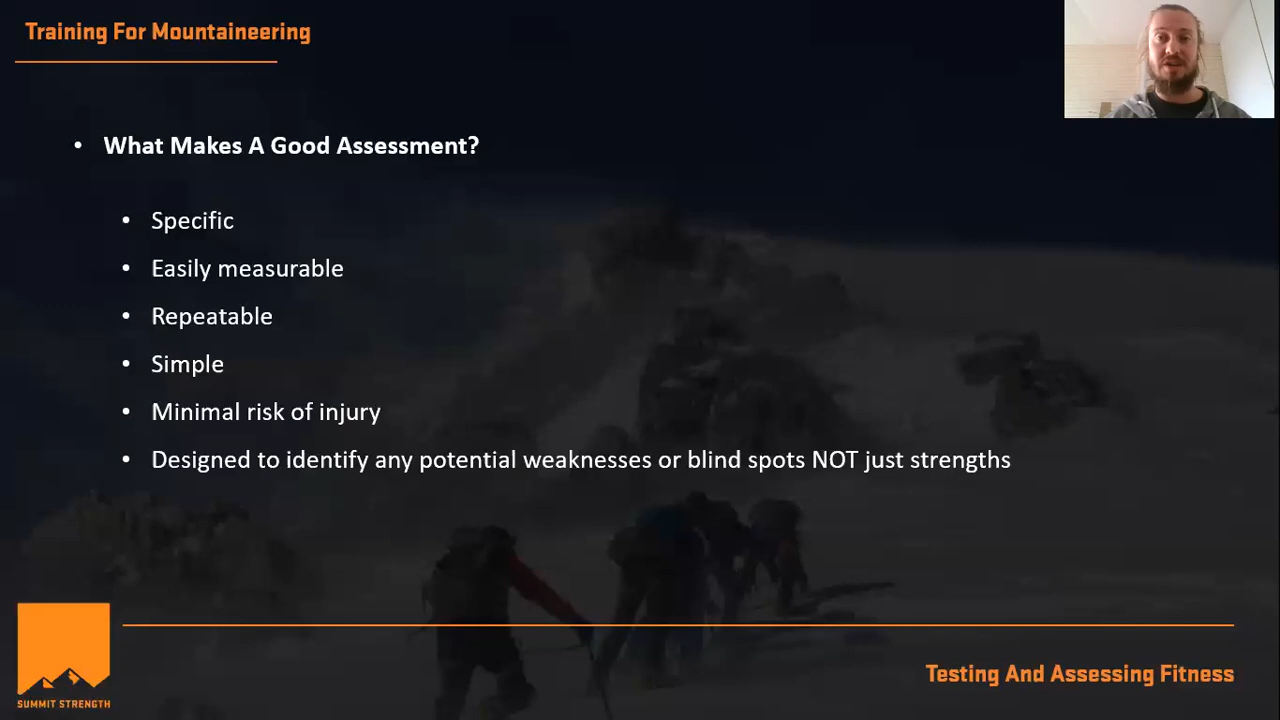 Training For Mountaineering
• What Makes A Good Assessment?
• Specific
• Easily measurable
• Repeatable
• Simple
• Minimal risk of injury
• Designed to identify any potential weaknesses or blind spots NOT just strengths
SUMMIT STRENGTH
Testing And Assessing Fitness